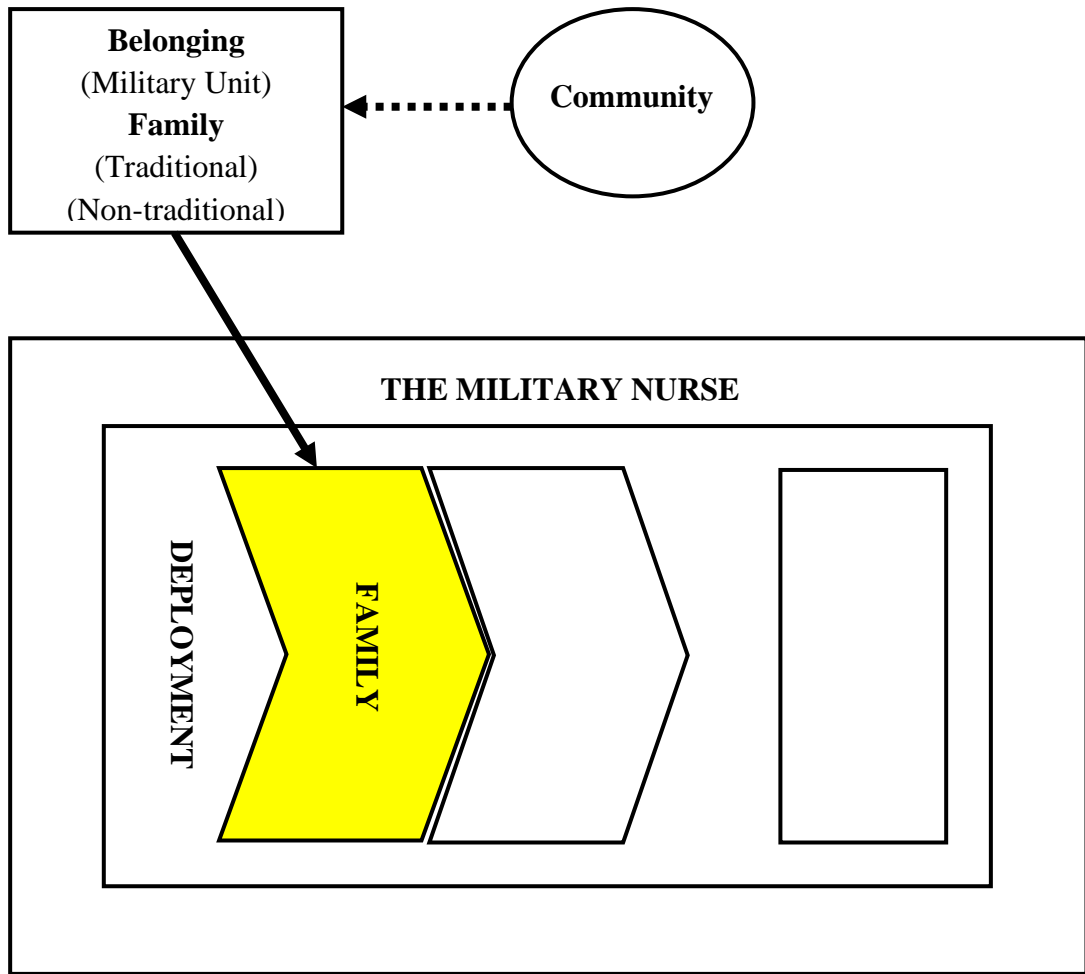 Belonging
(Military Unit)
Family
(Traditional)
(Non-traditional)
Community
THE MILITARY NURSE
DEPLOYMENT
FAMILY